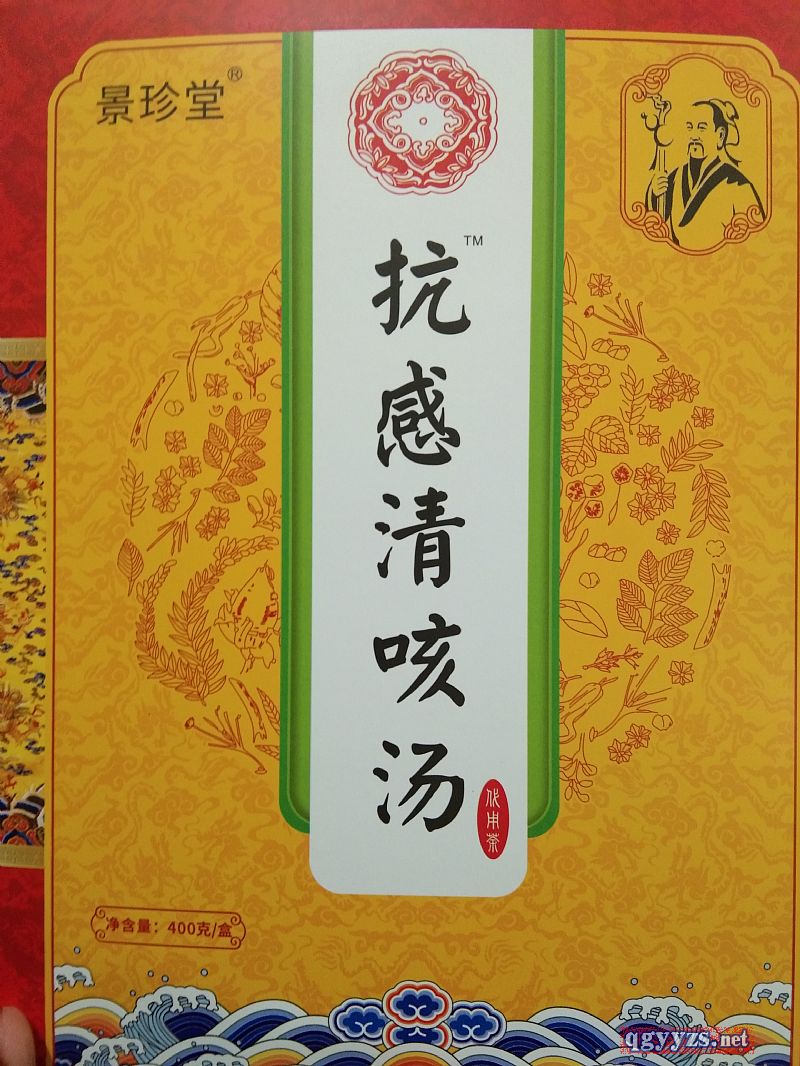 景珍堂®
抗感清咳汤™
代用茶
净含量：400克/盒
qgyyzs.net